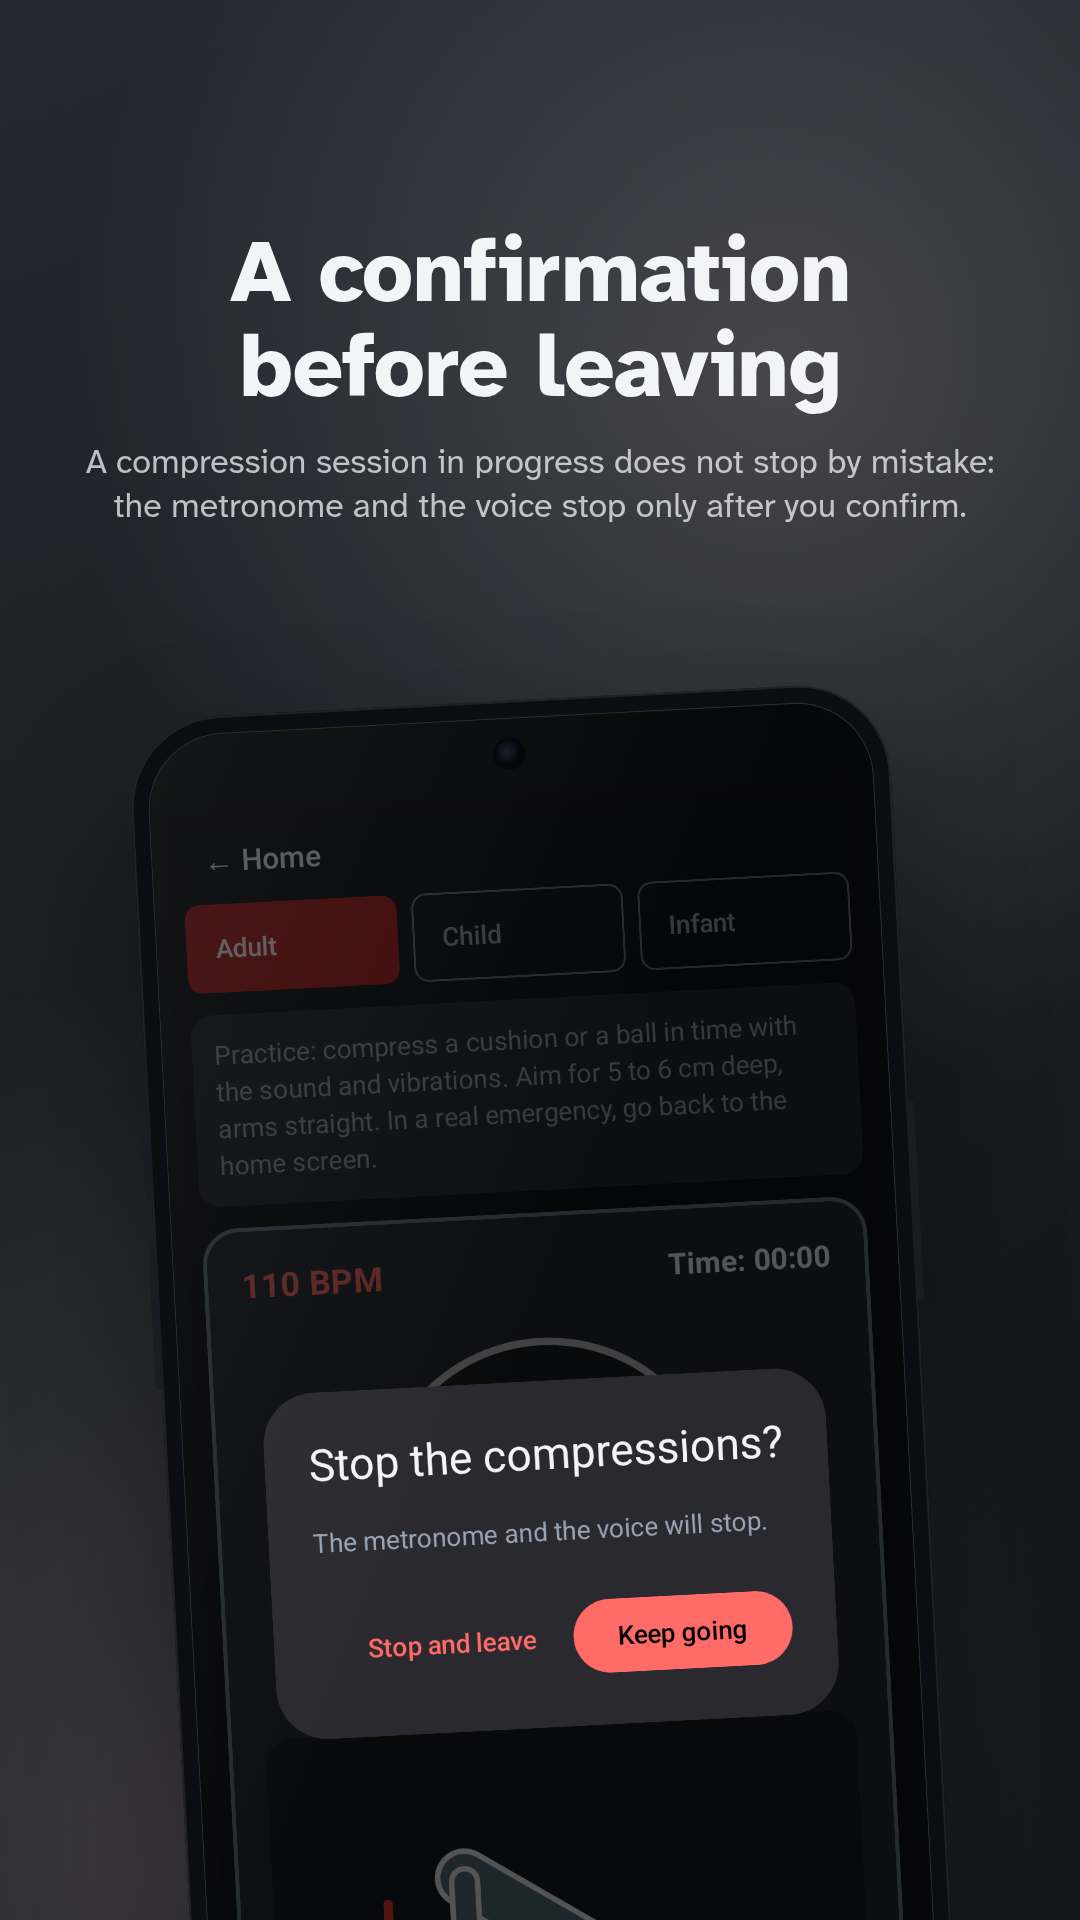 A confirmation
before leaving
A compression session in progress does not stop by mistake:
the metronome and the voice stop only after you confirm.
← Home
Adult
Child
Infant
Practice: compress a cushion or a ball in time with
the sound and vibrations. Aim for 5 to 6 cm deep,
arms straight. In a real emergency, go back to the
home screen.
110 BPM
Time: 00:00
Stop the compressions?
The metronome and the voice will stop.
Stop and leave
Keep going